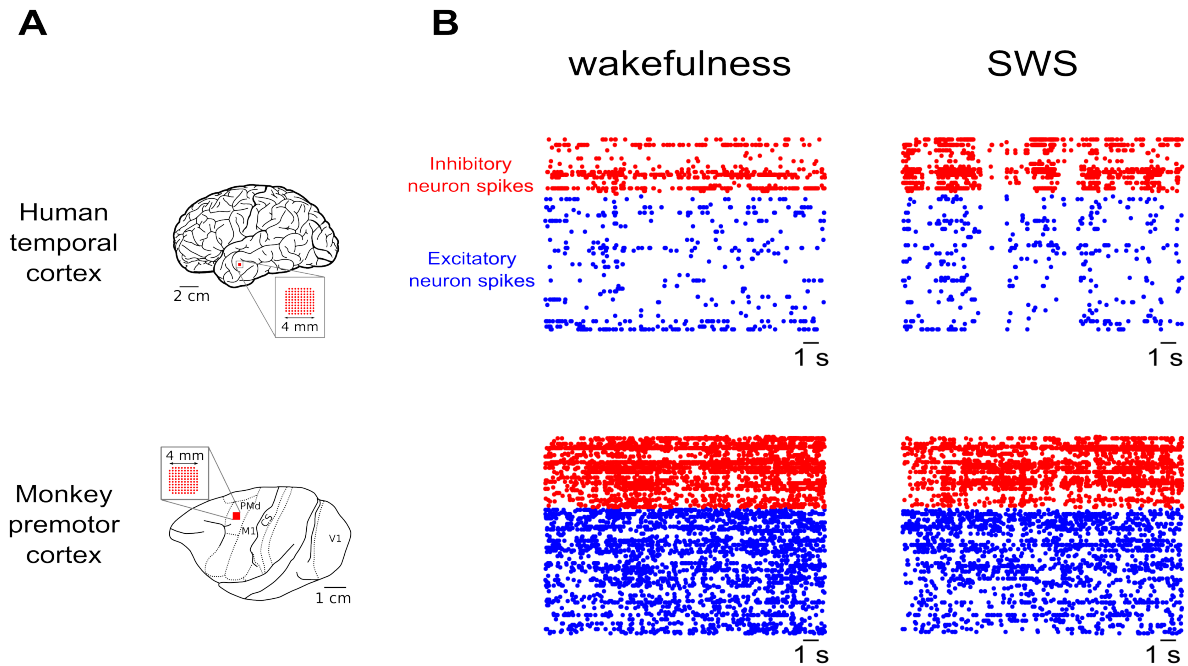 A
B
wakefulness
SWS
Inhibitory
neuron spikes
Human
temporal
cortex
Excitatory
neuron spikes
2 cm
4 mm
1 s
1 s
4 mm
Monkey
premotor
cortex
PMd
CS
M1
V1
1 cm
1 s
1 s